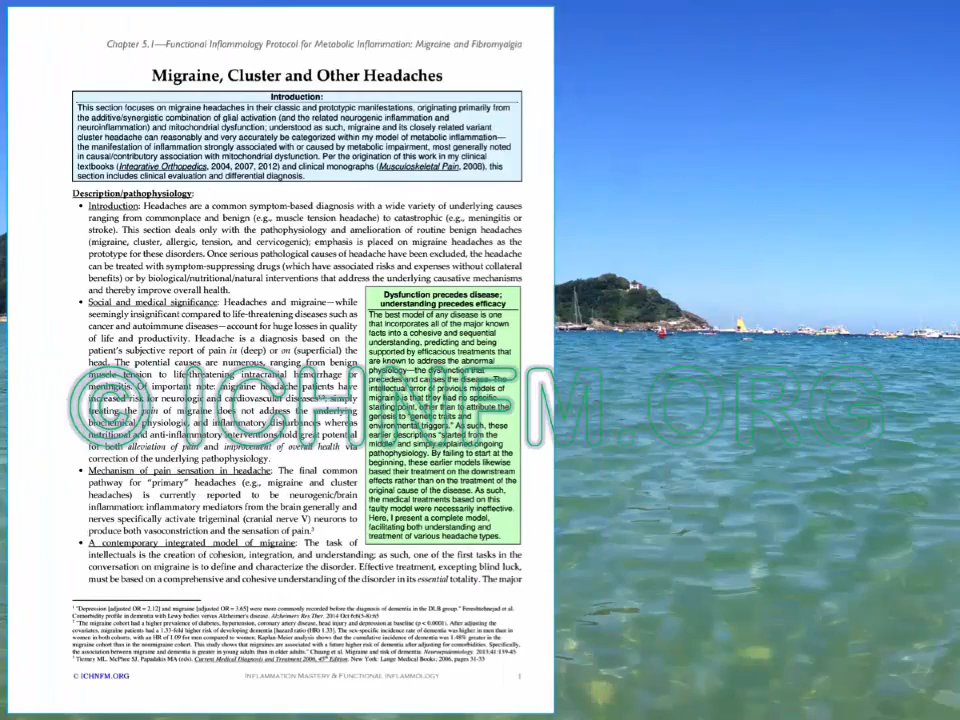 Chapter 5.1—Functional Inflammology Protocol for Metabolic Inflammation: Migraine and Fibromyalgia
Migraine, Cluster and Other Headaches
Introduction:
This section focuses on migraine headaches in their classic and prototypic manifestations, originating primarily from
the additive/synergistic combination of glial activation (and the related neurogenic inflammation and
neuroinflammation) and mitochondrial dysfunction; understood as such, migraine and its closely related variant
cluster headache can reasonably and very accurately be categorized within my model of metabolic inflammation—
the manifestation of inflammation strongly associated with or caused by metabolic impairment, most generally noted
in causal/contributory association with mitochondrial dysfunction. Per the origination of this work in my clinical
textbooks (Integrative Orthopedics, 2004, 2007, 2012) and clinical monographs (Musculoskeletal Pain, 2008), this
section includes clinical evaluation and differential diagnosis.
Description/pathophysiology:
• Introduction: Headaches are a common symptom-based diagnosis with a wide variety of underlying causes
ranging from commonplace and benign (e.g., muscle tension headache) to catastrophic (e.g., meningitis or
stroke). This section deals only with the pathophysiology and amelioration of routine benign headaches
(migraine, cluster, allergic, tension, and cervicogenic); emphasis is placed on migraine headaches as the
prototype for these disorders. Once serious pathological causes of headache have been excluded, the headache
can be treated with symptom-suppressing drugs (which have associated risks and expenses without collateral
benefits) or by biological/nutritional/natural interventions that address the underlying causative mechanisms
and thereby improve overall health.
• Social and medical significance: Headaches and migraine—while
seemingly insignificant compared to life-threatening diseases such as
cancer and autoimmune diseases—account for huge losses in quality
of life and productivity. Headache is a diagnosis based on the
patient's subjective report of pain in (deep) or on (superficial) the
head. The potential causes are numerous, ranging from benign
muscle tension to life-threatening intracranial hemorrhage or
meningitis. Of important note: migraine headache patients have
increased risk for neurologic and cardiovascular diseases1,2; simply
treating the pain of migraine does not address the underlying
biochemical, physiologic, and inflammatory disturbances whereas
nutritional and anti-inflammatory interventions hold great potential
for both alleviation of pain and improvement of overall health via
correction of the underlying pathophysiology.
• Mechanism of pain sensation in headache: The final common
pathway for "primary" headaches (e.g., migraine and cluster
headaches) is currently reported to be neurogenic/brain
inflammation: inflammatory mediators from the brain generally and
nerves specifically activate trigeminal (cranial nerve V) neurons to
produce both vasoconstriction and the sensation of pain.3
• A contemporary integrated model of migraine: The task of
intellectuals is the creation of cohesion, integration, and understanding; as such, one of the first tasks in the
conversation on migraine is to define and characterize the disorder. Effective treatment, excepting blind luck,
must be based on a comprehensive and cohesive understanding of the disorder in its essential totality. The major
Dysfunction precedes disease;
understanding precedes efficacy
The best model of any disease is one
that incorporates all of the major known
facts into a cohesive and sequential
understanding, predicting and being
supported by efficacious treatments that
are known to address the abnormal
physiology—the dysfunction that
precedes and causes the disease. The
intellectual error of previous models of
migraine is that they had no specific
starting point, other than to attribute the
genesis to "genetic traits and
environmental triggers." As such, these
earlier descriptions "started from the
middle" and simply explained ongoing
pathophysiology. By failing to start at the
beginning, these earlier models likewise
based their treatment on the downstream
effects rather than on the treatment of the
original cause of the disease. As such,
the medical treatments based on this
faulty model were necessarily ineffective.
Here, I present a complete model,
facilitating both understanding and
treatment of various headache types.
© ICHNFM.ORG
1 "Depression [adjusted OR = 2.12] and migraine [adjusted OR = 3.65] were more commonly recorded before the diagnosis of dementia in the DLB group." Fereshtehnejad et al.
Comorbidity profile in dementia with Lewy bodies versus Alzheimer's disease. Alzheimers Res Ther. 2014 Oct 6;6(5-8):65
2 "The migraine cohort had a higher prevalence of diabetes, hypertension, coronary artery disease, head injury and depression at baseline (p < 0.0001). After adjusting the
covariates, migraine patients had a 1.33-fold higher risk of developing dementia [hazard ratio (HR) 1.33]. The sex-specific incidence rate of dementia was higher in men than in
women in both cohorts, with an HR of 1.09 for men compared to women. Kaplan-Meier analysis shows that the cumulative incidence of dementia was 1.48% greater in the
migraine cohort than in the nonmigraine cohort. This study shows that migraines are associated with a future higher risk of dementia after adjusting for comorbidities. Specifically,
the association between migraine and dementia is greater in young adults than in older adults." Chuang et al. Migraine and risk of dementia. Neuroepidemiology. 2013;41:139-45
3 Tierney ML. McPhee SJ. Papadakis MA (eds). Current Medical Diagnosis and Treatment 2006, 45th Edition. New York: Lange Medical Books; 2006, pages 31-33
© ICHNFM.ORG
INFLAMMATION MASTERY & FUNCTIONAL INFLAMMOLOGY
1